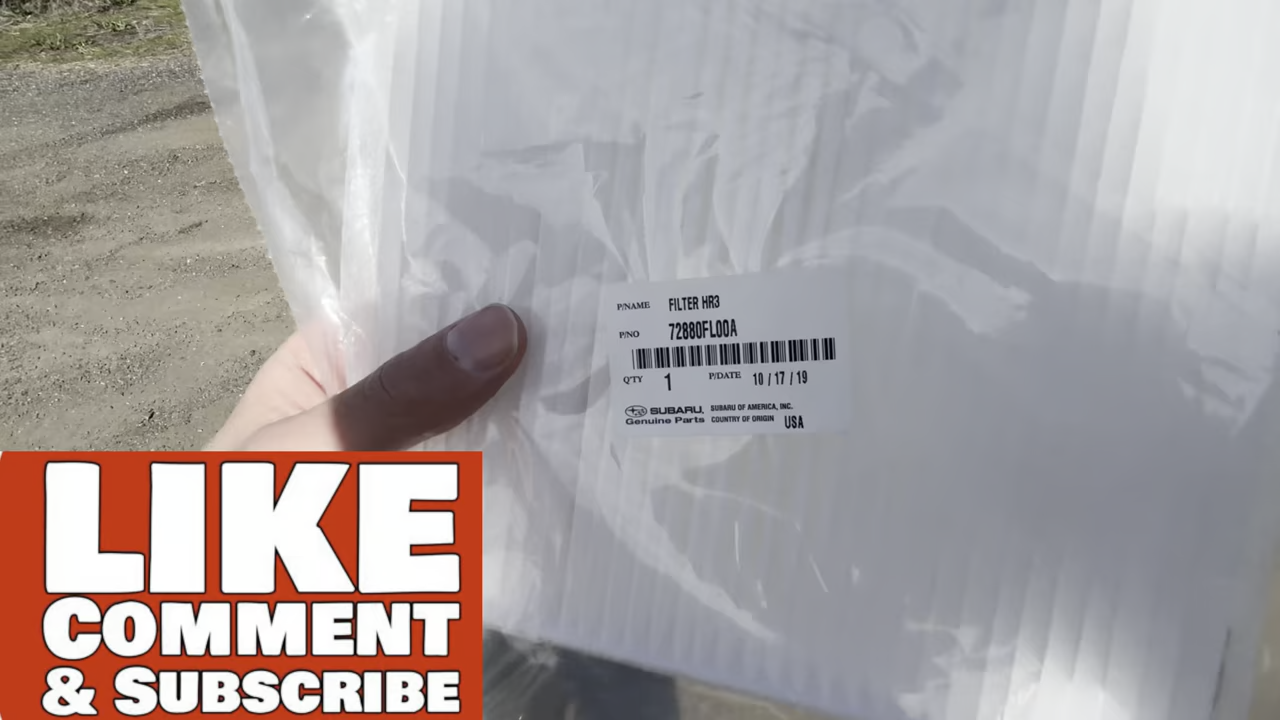 P/NAME FILTER HR3
P/NO 72880FL00A
Q'TY 1 P/DATE 10 / 17 / 19
SUBARU. SUBARU OF AMERICA, INC.
Genuine Parts COUNTRY OF ORIGIN USA
LIKE
COMMENT
& SUBSCRIBE